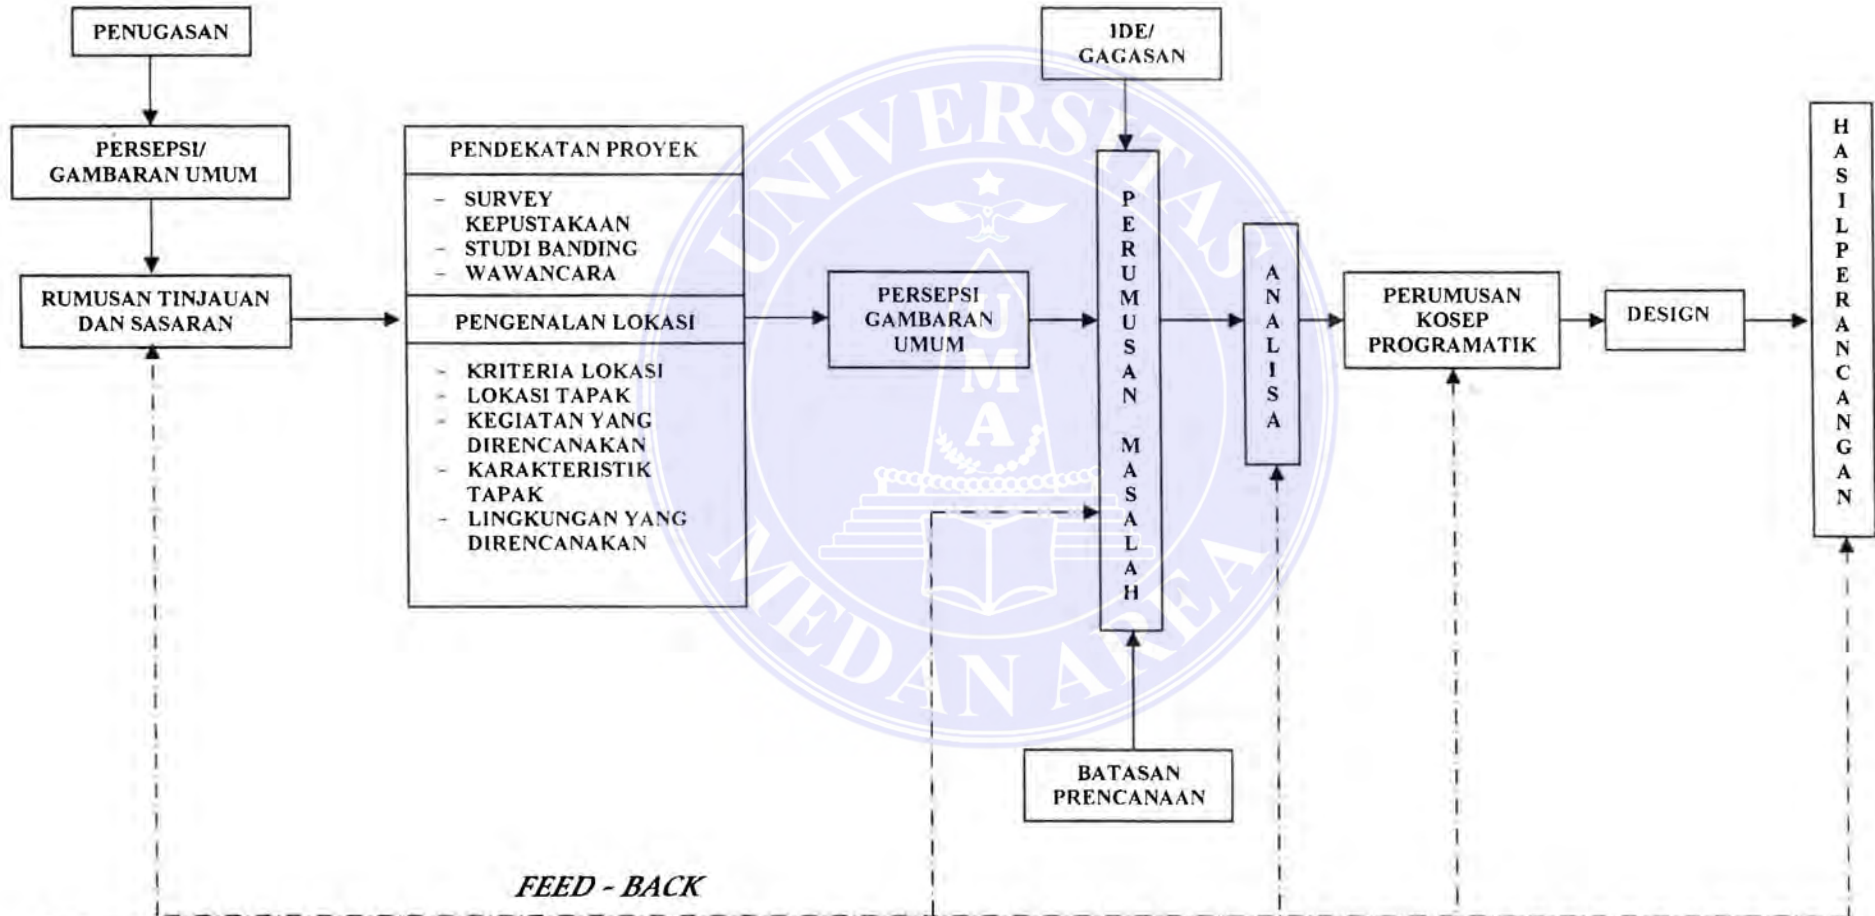 PENUGASAN
PERSEPSI/
GAMBARAN UMUM
RUMUSAN TINJAUAN
DAN SASARAN
PENDEKATAN PROYEK
- SURVEY
KEPUSTAKAAN
- STUDI BANDING
- WAWANCARA
PENGENALAN LOKASI
- KRITERIA LOKASI
- LOKASI TAPAK
- KEGIATAN YANG
DIRENCANAKAN
- KARAKTERISTIK
TAPAK
- LINGKUNGAN YANG
DIRENCANAKAN
PERSEPSI
GAMBARAN
UMUM
IDE/
GAGASAN
PERUMUSAN MASALAH
BATASAN
PRENCANAAN
ANALISA
PERUMUSAN
KOSEP
PROGRAMATIK
DESIGN
HASILPERANCANGAN
FEED - BACK
UNIVERSITAS
MEDAN AREA
UMA